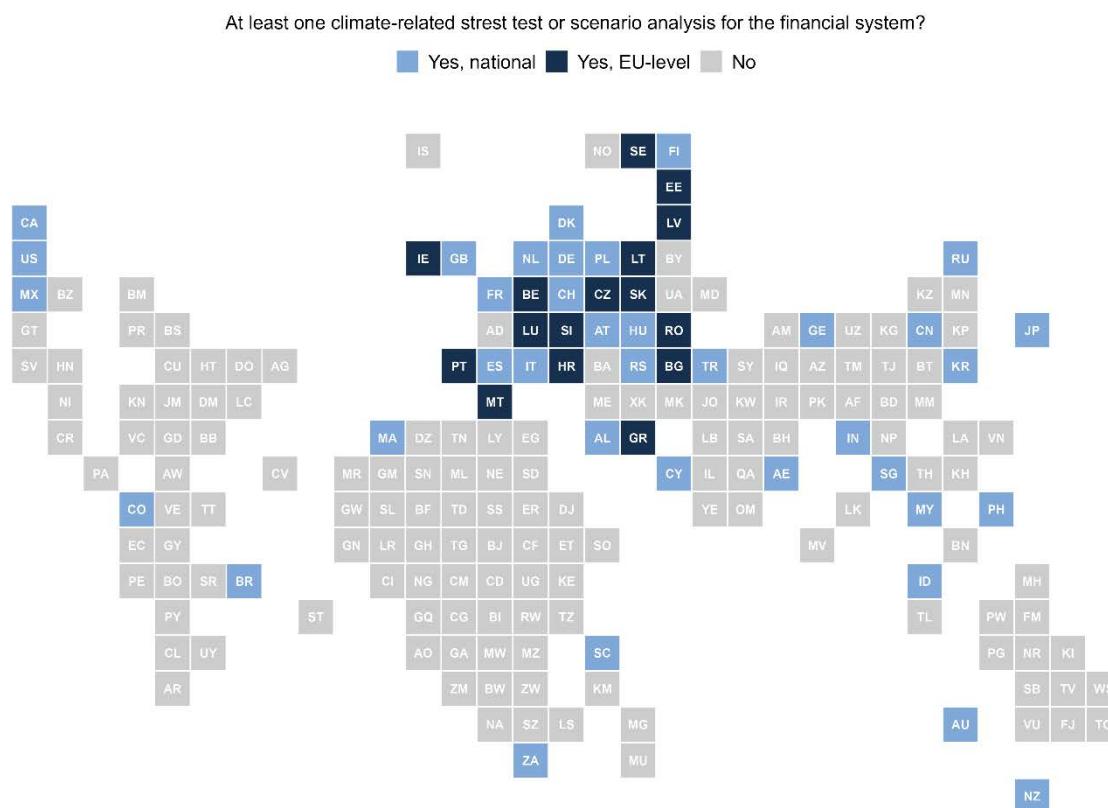 At least one climate-related strest test or scenario analysis for the financial system?
Yes, national Yes, EU-level No
IS NO SE FI
EE
CA DK LV
US IE GB NL DE PL LT BY RU
MX BZ BM FR BE CH CZ SK UA MD KZ MN
GT PR BS AD LU SI AT HU RO AM GE UZ KG CN KP JP
SV HN CU HT DO AG PT ES IT HR BA RS BG TR SY IQ AZ TM TJ BT KR
NI KN JM DM LC MT ME XK MK JO KW IR PK AF BD MM
CR VC GD BB MA DZ TN LY EG AL GR LB SA BH IN NP LA VN
PA AW CV MR GM SN ML NE SD CY IL QA AE SG TH KH
CO VE TT GW SL BF TD SS ER DJ YE OM LK MY PH
EC GY GN LR GH TG BJ CF ET SO MV BN
PE BO SR BR CI NG CM CD UG KE ID MH
PY ST GQ CG BI RW TZ TL PW FM
CL UY AO GA MW MZ SC PG NR KI
AR ZM BW ZW KM SB TV
NA SZ LS MG AU VU FJ
ZA MU
NZ